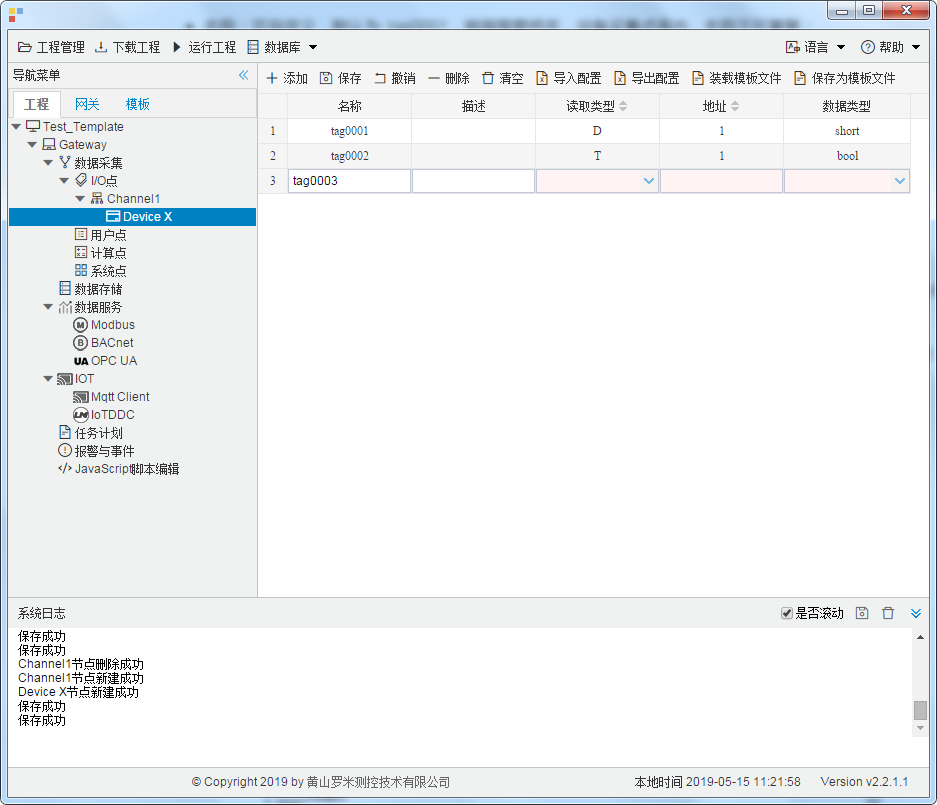 工程管理 下载工程 运行工程 数据库 语言 帮助
导航菜单
添加 保存 撤销 删除 清空 导入配置 导出配置 装载模板文件 保存为模板文件
工程 网关 模板
名称 描述 读取类型 地址 数据类型
1 tag0001 D 1 short
2 tag0002 T 1 bool
3 tag0003
Test_Template
Gateway
数据采集
I/O点
Channel1
Device X
用户点
计算点
系统点
数据存储
数据服务
M Modbus
B BACnet
UA OPC UA
IOT
Mqtt Client
IoTDDC
任务计划
报警与事件
</> JavaScript脚本编辑
系统日志 是否滚动
保存成功
保存成功
Channel1节点删除成功
Channel1节点新建成功
Device X节点新建成功
保存成功
保存成功
© Copyright 2019 by 黄山罗米测控技术有限公司 本地时间 2019-05-15 11:21:58 Version v2.2.1.1